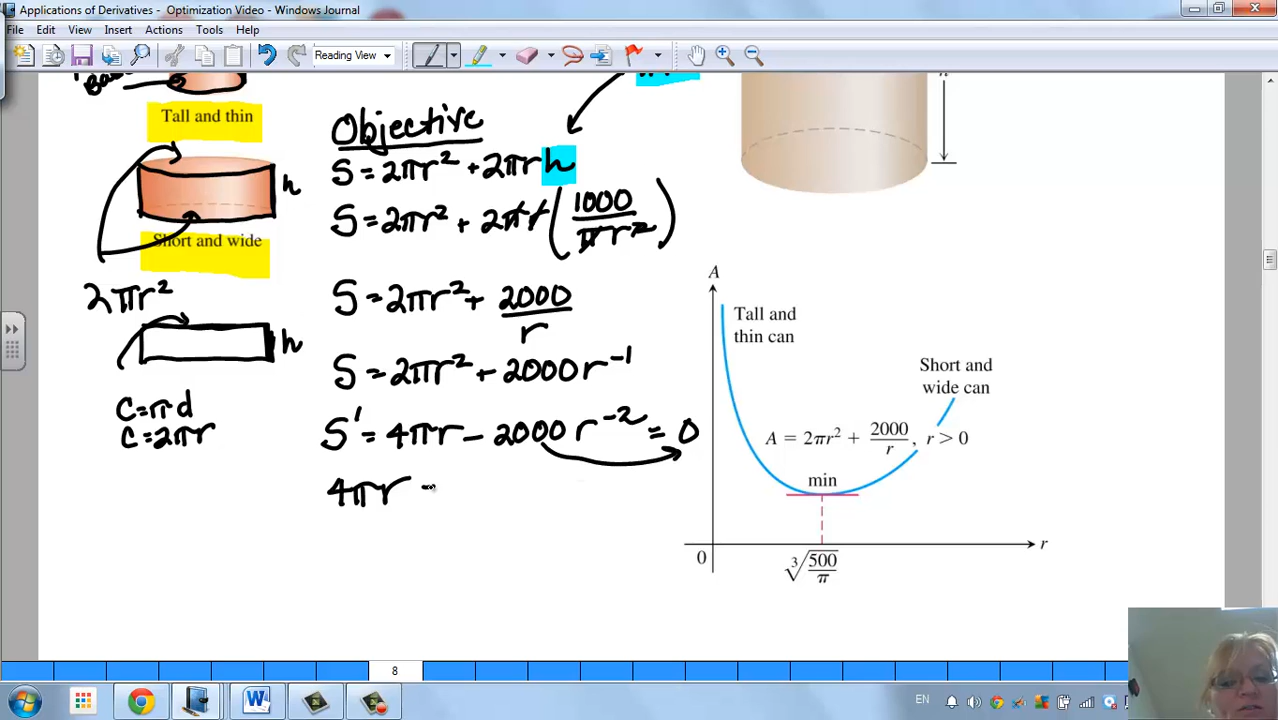 Applications of Derivatives - Optimization Video - Windows Journal
File Edit View Insert Actions Tools Help
Reading View
Base
Tall and thin
h
Short and wide
2πr²
h
C=πd
C=2πr
Objective
S=2πr²+2πrh
S=2πr²+2πr(1000/πr²)
S=2πr²+2000/r
S=2πr²+2000r⁻¹
S'=4πr-2000r⁻²=0
4πr -
A
Tall and
thin can
Short and
wide can
A = 2πr² + 2000/r, r > 0
min
0
r
∛(500/π)
8
EN